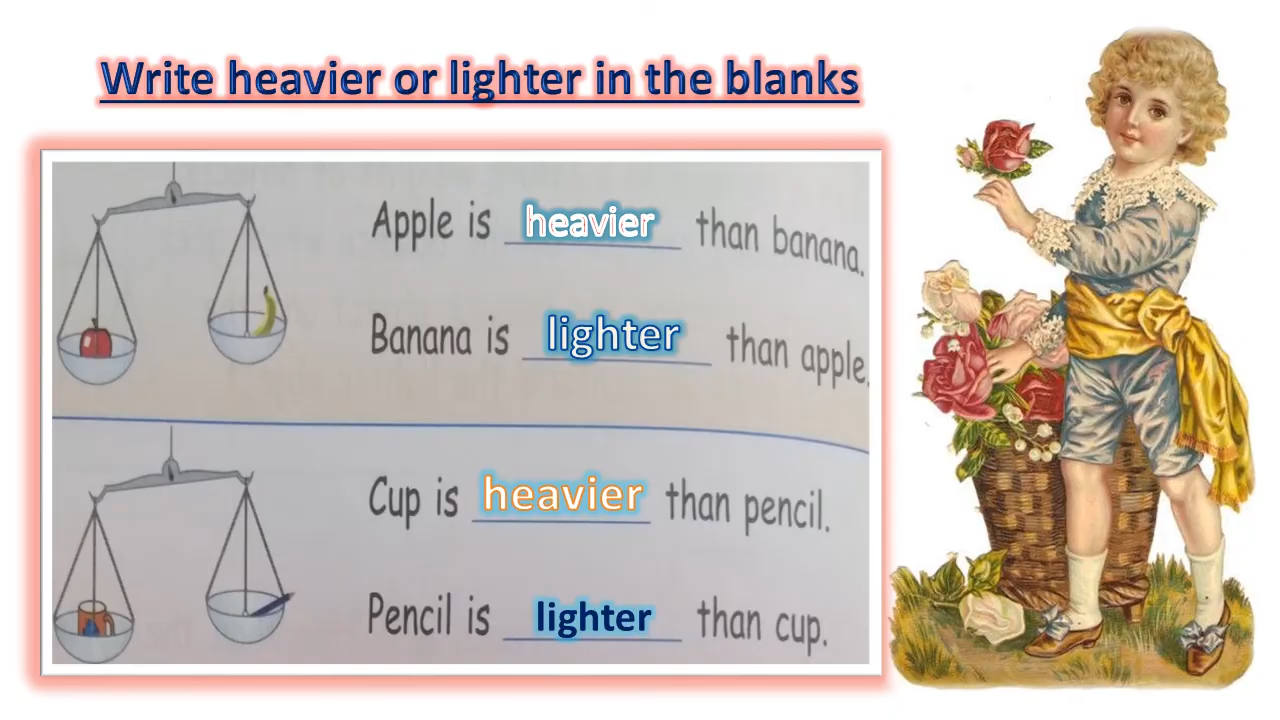 Write heavier or lighter in the blanks
Apple is heavier than banana.
Banana is lighter than apple.
Cup is heavier than pencil.
Pencil is lighter than cup.